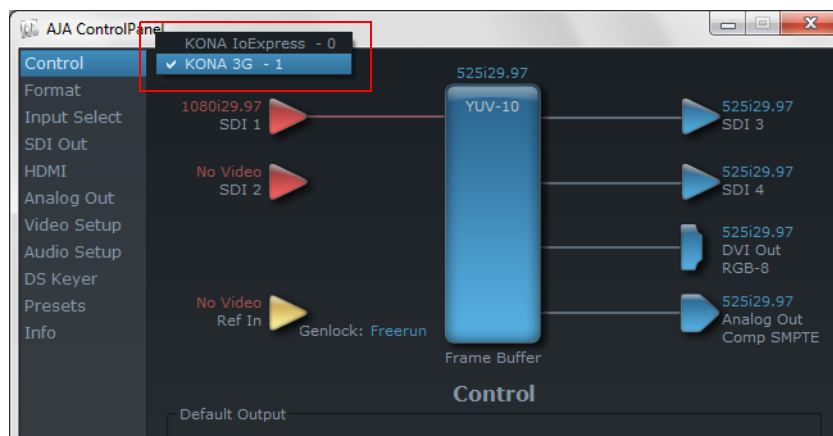 AJA ControlPanel
KONA IoExpress - 0
✔ KONA 3G - 1
Control
Format
Input Select
SDI Out
HDMI
Analog Out
Video Setup
Audio Setup
DS Keyer
Presets
Info
525i29.97
YUV-10
1080i29.97
SDI 1
No Video
SDI 2
No Video
Ref In
Genlock: Freerun
Frame Buffer
525i29.97
SDI 3
525i29.97
SDI 4
525i29.97
DVI Out
RGB-8
525i29.97
Analog Out
Comp SMPTE
Control
Default Output